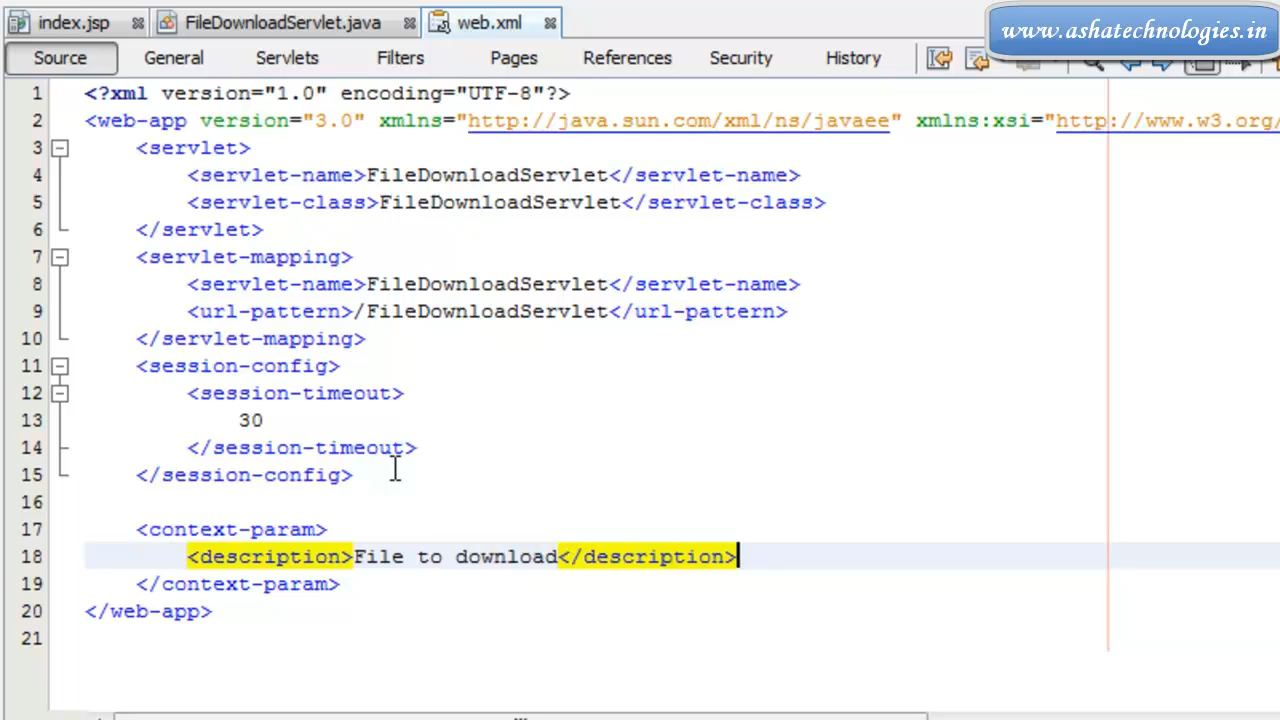 index.jsp FileDownloadServlet.java web.xml
www.ashatechnologies.in
Source General Servlets Filters Pages References Security History
1 <?xml version="1.0" encoding="UTF-8"?>
2 <web-app version="3.0" xmlns="http://java.sun.com/xml/ns/javaee" xmlns:xsi="http://www.w3.org/
3 <servlet>
4 <servlet-name>FileDownloadServlet</servlet-name>
5 <servlet-class>FileDownloadServlet</servlet-class>
6 </servlet>
7 <servlet-mapping>
8 <servlet-name>FileDownloadServlet</servlet-name>
9 <url-pattern>/FileDownloadServlet</url-pattern>
10 </servlet-mapping>
11 <session-config>
12 <session-timeout>
13 30
14 </session-timeout>
15 </session-config>
16
17 <context-param>
18 <description>File to download</description>
19 </context-param>
20 </web-app>
21